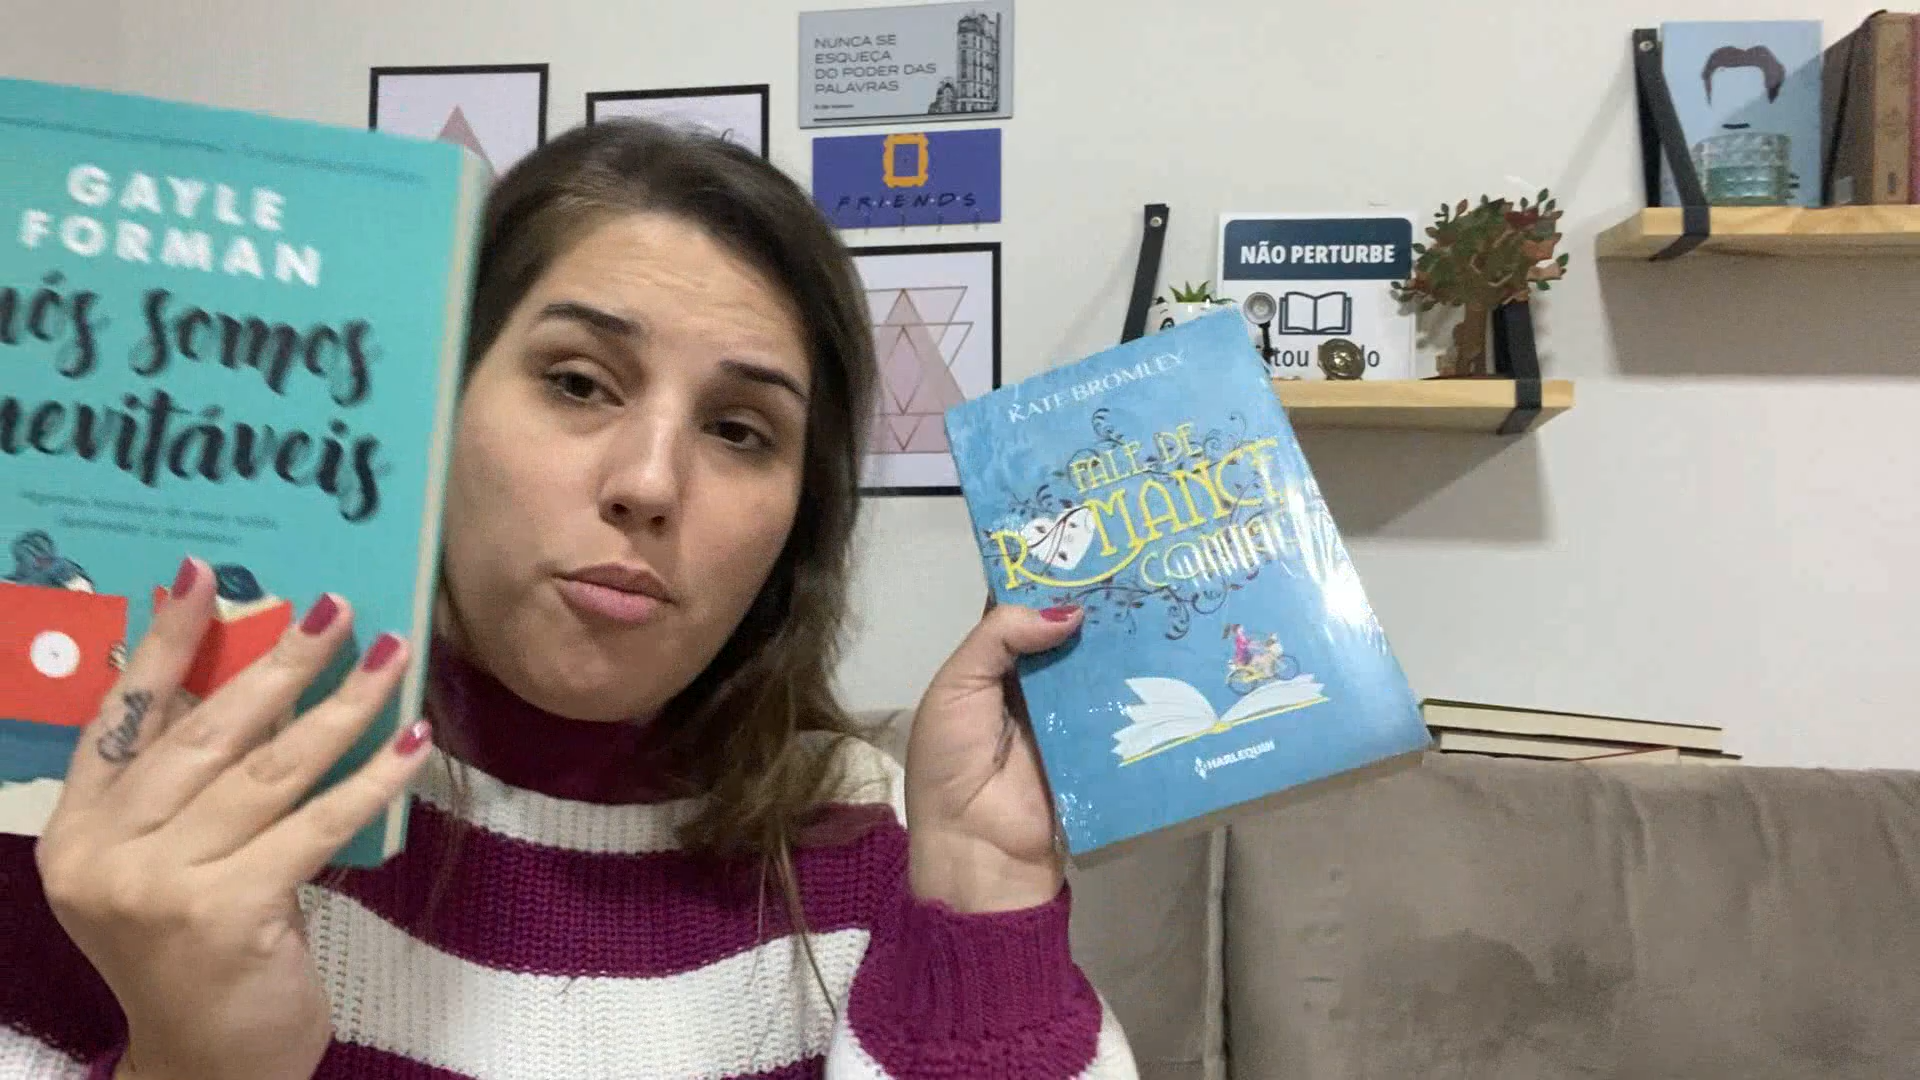 GAYLE
FORMAN
nós somos
inevitáveis
NUNCA SE
ESQUEÇA
DO PODER DAS
PALAVRAS
FRIENDS
NÃO PERTURBE
KATE BROMLEY
FALE DE
ROMANCE
COMIGO
HARLEQUIN